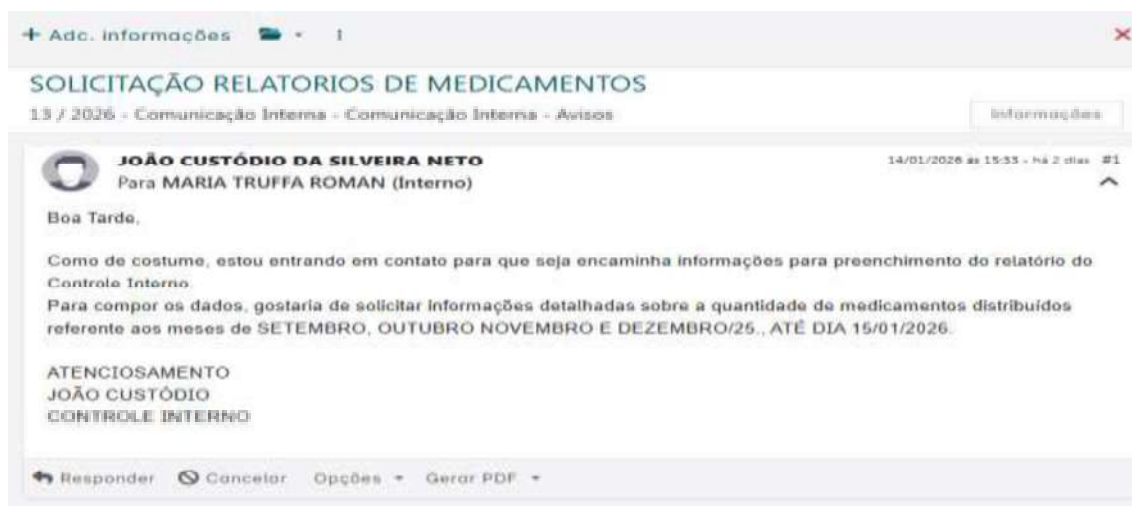 + Adc. informações
SOLICITAÇÃO RELATORIOS DE MEDICAMENTOS
13 / 2026 - Comunicação Interna - Comunicação Interna - Avisos
Informações
JOÃO CUSTÓDIO DA SILVEIRA NETO
14/01/2026 às 15:33 - há 2 dias #1
Para MARIA TRUFFA ROMAN (Interno)
Boa Tarde,
Como de costume, estou entrando em contato para que seja encaminha informações para preenchimento do relatório do
Controle Interno.
Para compor os dados, gostaria de solicitar informações detalhadas sobre a quantidade de medicamentos distribuídos
referente aos meses de SETEMBRO, OUTUBRO NOVEMBRO E DEZEMBRO/25., ATÉ DIA 15/01/2026.
ATENCIOSAMENTO
JOÃO CUSTÓDIO
CONTROLE INTERNO
Responder Cancelar Opções Gerar PDF